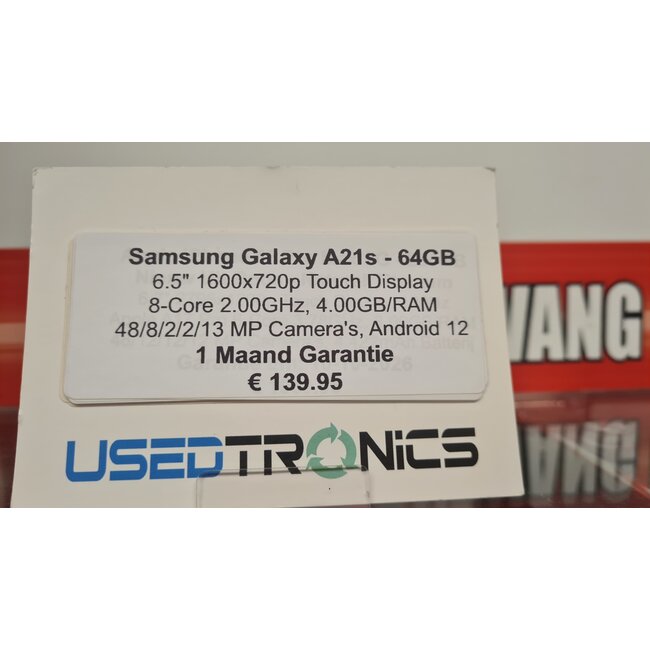 Samsung Galaxy A21s - 64GB
6.5" 1600x720p Touch Display
8-Core 2.00GHz, 4.00GB/RAM
48/8/2/2/13 MP Camera's, Android 12
1 Maand Garantie
€ 139.95
USEDTRONiCS
VANG